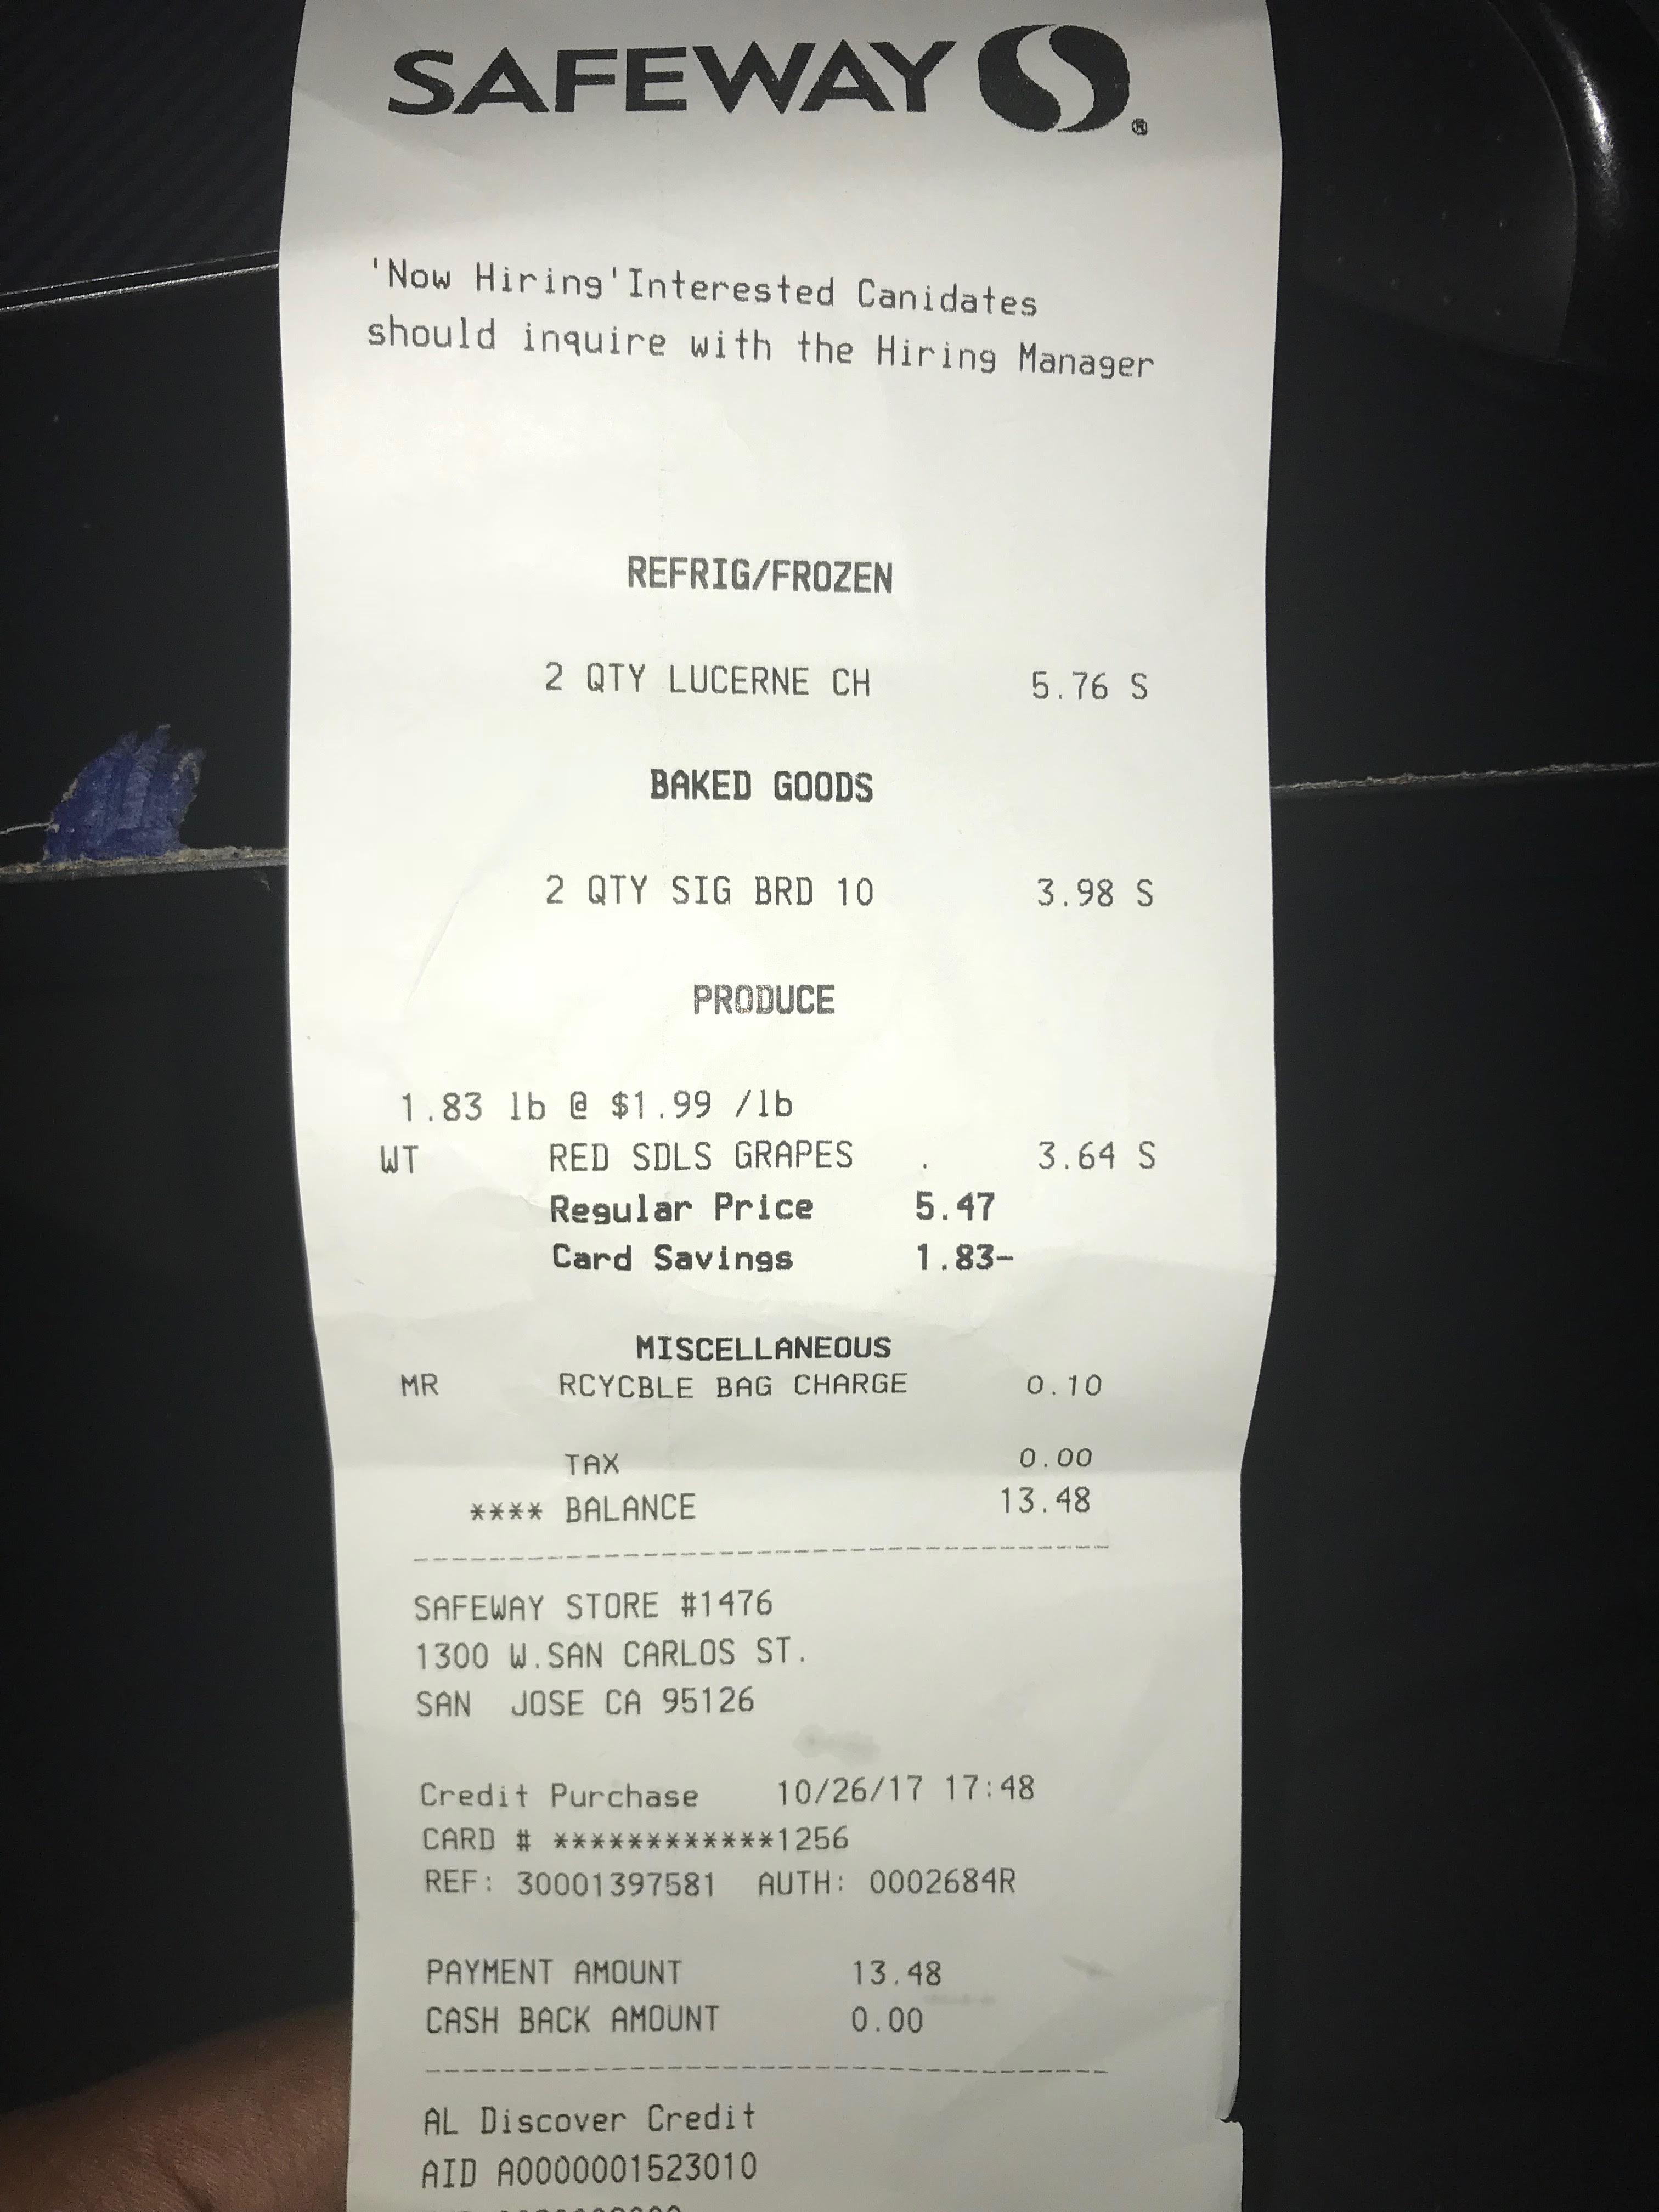 SAFEWAY ®
'Now Hiring'Interested Canidates
should inquire with the Hiring Manager
REFRIG/FROZEN
2 QTY LUCERNE CH 5.76 S
BAKED GOODS
2 QTY SIG BRD 10 3.98 S
PRODUCE
1.83 lb @ $1.99 /lb
WT RED SDLS GRAPES . 3.64 S
Regular Price 5.47
Card Savings 1.83-
MISCELLANEOUS
MR RCYCBLE BAG CHARGE 0.10
TAX 0.00
**** BALANCE 13.48
SAFEWAY STORE #1476
1300 W.SAN CARLOS ST.
SAN JOSE CA 95126
Credit Purchase 10/26/17 17:48
CARD # ************1256
REF: 30001397581 AUTH: 0002684R
PAYMENT AMOUNT 13.48
CASH BACK AMOUNT 0.00
AL Discover Credit
AID A0000001523010